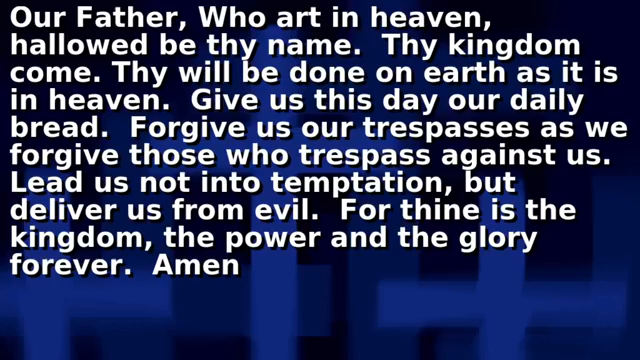 Our Father, Who art in heaven,
hallowed be thy name.  Thy kingdom
come. Thy will be done on earth as it is
in heaven.  Give us this day our daily
bread.  Forgive us our trespasses as we
forgive those who trespass against us.
Lead us not into temptation, but
deliver us from evil.  For thine is the
kingdom, the power and the glory
forever.  Amen